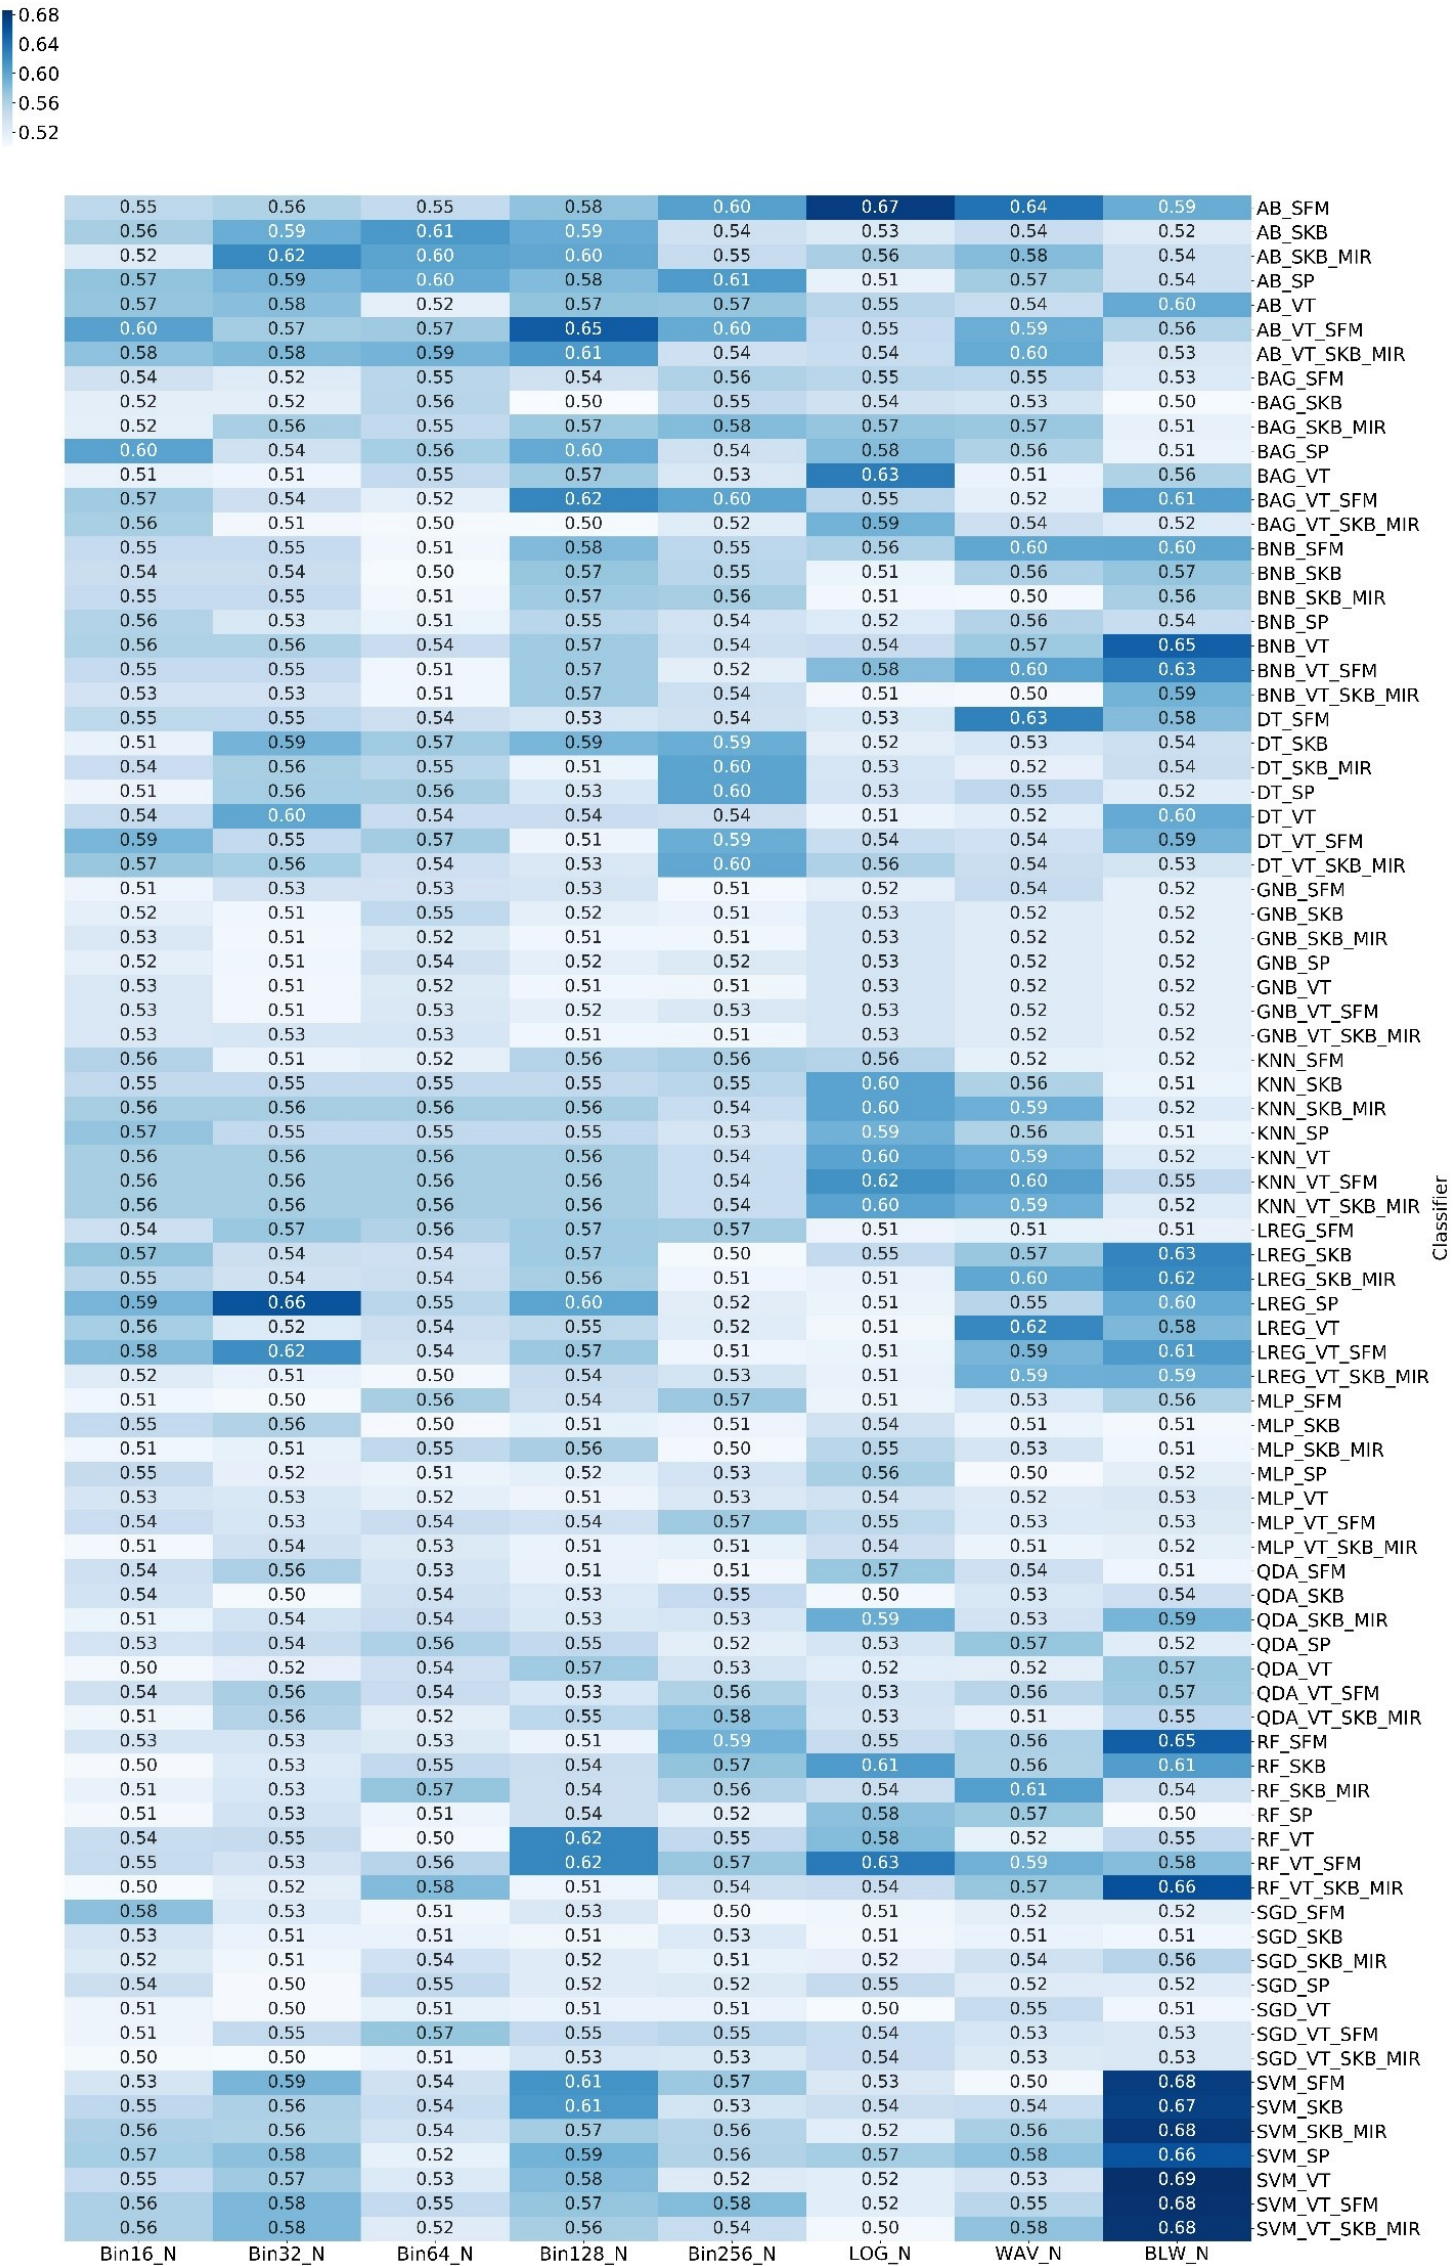 0.68
0.64
0.60
0.56
0.52
0.55 0.56 0.55 0.58 0.60 0.67 0.64 0.59 AB_SFM
0.56 0.59 0.61 0.59 0.54 0.53 0.54 0.52 AB_SKB
0.52 0.62 0.60 0.60 0.55 0.56 0.58 0.54 AB_SKB_MIR
0.57 0.59 0.60 0.58 0.61 0.51 0.57 0.54 AB_SP
0.57 0.58 0.52 0.57 0.57 0.55 0.54 0.60 AB_VT
0.60 0.57 0.57 0.65 0.60 0.55 0.59 0.56 AB_VT_SFM
0.58 0.58 0.59 0.61 0.54 0.54 0.60 0.53 AB_VT_SKB_MIR
0.54 0.52 0.55 0.54 0.56 0.55 0.55 0.53 BAG_SFM
0.52 0.52 0.56 0.50 0.55 0.54 0.53 0.50 BAG_SKB
0.52 0.56 0.55 0.57 0.58 0.57 0.57 0.51 BAG_SKB_MIR
0.60 0.54 0.56 0.60 0.54 0.58 0.56 0.51 BAG_SP
0.51 0.51 0.55 0.57 0.53 0.63 0.51 0.56 BAG_VT
0.57 0.54 0.52 0.62 0.60 0.55 0.52 0.61 BAG_VT_SFM
0.56 0.51 0.50 0.50 0.52 0.59 0.54 0.52 BAG_VT_SKB_MIR
0.55 0.55 0.51 0.58 0.55 0.56 0.60 0.60 BNB_SFM
0.54 0.54 0.50 0.57 0.55 0.51 0.56 0.57 BNB_SKB
0.55 0.55 0.51 0.57 0.56 0.51 0.50 0.56 BNB_SKB_MIR
0.56 0.53 0.51 0.55 0.54 0.52 0.56 0.54 BNB_SP
0.56 0.56 0.54 0.57 0.54 0.54 0.57 0.65 BNB_VT
0.55 0.55 0.51 0.57 0.52 0.58 0.60 0.63 BNB_VT_SFM
0.53 0.53 0.51 0.57 0.54 0.51 0.50 0.59 BNB_VT_SKB_MIR
0.55 0.55 0.54 0.53 0.54 0.53 0.63 0.58 DT_SFM
0.51 0.59 0.57 0.59 0.59 0.52 0.53 0.54 DT_SKB
0.54 0.56 0.55 0.51 0.60 0.53 0.52 0.54 DT_SKB_MIR
0.51 0.56 0.56 0.53 0.60 0.53 0.55 0.52 DT_SP
0.54 0.60 0.54 0.54 0.54 0.51 0.52 0.60 DT_VT
0.59 0.55 0.57 0.51 0.59 0.54 0.54 0.59 DT_VT_SFM
0.57 0.56 0.54 0.53 0.60 0.56 0.54 0.53 DT_VT_SKB_MIR
0.51 0.53 0.53 0.53 0.51 0.52 0.54 0.52 GNB_SFM
0.52 0.51 0.55 0.52 0.51 0.53 0.52 0.52 GNB_SKB
0.53 0.51 0.52 0.51 0.51 0.53 0.52 0.52 GNB_SKB_MIR
0.52 0.51 0.54 0.52 0.52 0.53 0.52 0.52 GNB_SP
0.53 0.51 0.52 0.51 0.51 0.53 0.52 0.52 GNB_VT
0.53 0.51 0.53 0.52 0.53 0.53 0.52 0.52 GNB_VT_SFM
0.53 0.53 0.53 0.51 0.51 0.53 0.52 0.52 GNB_VT_SKB_MIR
0.56 0.51 0.52 0.56 0.56 0.56 0.52 0.52 KNN_SFM
0.55 0.55 0.55 0.55 0.55 0.60 0.56 0.51 KNN_SKB
0.56 0.56 0.56 0.56 0.54 0.60 0.59 0.52 KNN_SKB_MIR
0.57 0.55 0.55 0.55 0.53 0.59 0.56 0.51 KNN_SP
0.56 0.56 0.56 0.56 0.54 0.60 0.59 0.52 KNN_VT
0.56 0.56 0.56 0.56 0.54 0.62 0.60 0.55 KNN_VT_SFM
0.56 0.56 0.56 0.56 0.54 0.60 0.59 0.52 KNN_VT_SKB_MIR
Classifier
0.54 0.57 0.56 0.57 0.57 0.51 0.51 0.51 LREG_SFM
0.57 0.54 0.54 0.57 0.50 0.55 0.57 0.63 LREG_SKB
0.55 0.54 0.54 0.56 0.51 0.51 0.60 0.62 LREG_SKB_MIR
0.59 0.66 0.55 0.60 0.52 0.51 0.55 0.60 LREG_SP
0.56 0.52 0.54 0.55 0.52 0.51 0.62 0.58 LREG_VT
0.58 0.62 0.54 0.57 0.51 0.51 0.59 0.61 LREG_VT_SFM
0.52 0.51 0.50 0.54 0.53 0.51 0.59 0.59 LREG_VT_SKB_MIR
0.51 0.50 0.56 0.54 0.57 0.51 0.53 0.56 MLP_SFM
0.55 0.56 0.50 0.51 0.51 0.54 0.51 0.51 MLP_SKB
0.51 0.51 0.55 0.56 0.50 0.55 0.53 0.51 MLP_SKB_MIR
0.55 0.52 0.51 0.52 0.53 0.56 0.50 0.52 MLP_SP
0.53 0.53 0.52 0.51 0.53 0.54 0.52 0.53 MLP_VT
0.54 0.53 0.54 0.54 0.57 0.55 0.53 0.53 MLP_VT_SFM
0.51 0.54 0.53 0.51 0.51 0.54 0.51 0.52 MLP_VT_SKB_MIR
0.54 0.56 0.53 0.51 0.51 0.57 0.54 0.51 QDA_SFM
0.54 0.50 0.54 0.53 0.55 0.50 0.53 0.54 QDA_SKB
0.51 0.54 0.54 0.53 0.53 0.59 0.53 0.59 QDA_SKB_MIR
0.53 0.54 0.56 0.55 0.52 0.53 0.57 0.52 QDA_SP
0.50 0.52 0.54 0.57 0.53 0.52 0.52 0.57 QDA_VT
0.54 0.56 0.54 0.53 0.56 0.53 0.56 0.57 QDA_VT_SFM
0.51 0.56 0.52 0.55 0.58 0.53 0.51 0.55 QDA_VT_SKB_MIR
0.53 0.53 0.53 0.51 0.59 0.55 0.56 0.65 RF_SFM
0.50 0.53 0.55 0.54 0.57 0.61 0.56 0.61 RF_SKB
0.51 0.53 0.57 0.54 0.56 0.54 0.61 0.54 RF_SKB_MIR
0.51 0.53 0.51 0.54 0.52 0.58 0.57 0.50 RF_SP
0.54 0.55 0.50 0.62 0.55 0.58 0.52 0.55 RF_VT
0.55 0.53 0.56 0.62 0.57 0.63 0.59 0.58 RF_VT_SFM
0.50 0.52 0.58 0.51 0.54 0.54 0.57 0.66 RF_VT_SKB_MIR
0.58 0.53 0.51 0.53 0.50 0.51 0.52 0.52 SGD_SFM
0.53 0.51 0.51 0.51 0.53 0.51 0.51 0.51 SGD_SKB
0.52 0.51 0.54 0.52 0.51 0.52 0.54 0.56 SGD_SKB_MIR
0.54 0.50 0.55 0.52 0.52 0.55 0.52 0.52 SGD_SP
0.51 0.50 0.51 0.51 0.51 0.50 0.55 0.51 SGD_VT
0.51 0.55 0.57 0.55 0.55 0.54 0.53 0.53 SGD_VT_SFM
0.50 0.50 0.51 0.53 0.53 0.54 0.53 0.53 SGD_VT_SKB_MIR
0.53 0.59 0.54 0.61 0.57 0.53 0.50 0.68 SVM_SFM
0.55 0.56 0.54 0.61 0.53 0.54 0.54 0.67 SVM_SKB
0.56 0.56 0.54 0.57 0.56 0.52 0.56 0.68 SVM_SKB_MIR
0.57 0.58 0.52 0.59 0.56 0.57 0.58 0.66 SVM_SP
0.55 0.57 0.53 0.58 0.52 0.52 0.53 0.69 SVM_VT
0.56 0.58 0.55 0.57 0.58 0.52 0.55 0.68 SVM_VT_SFM
0.56 0.58 0.52 0.56 0.54 0.50 0.58 0.68 SVM_VT_SKB_MIR
Bin16_N Bin32_N Bin64_N Bin128_N Bin256_N LOG_N WAV_N BLW_N